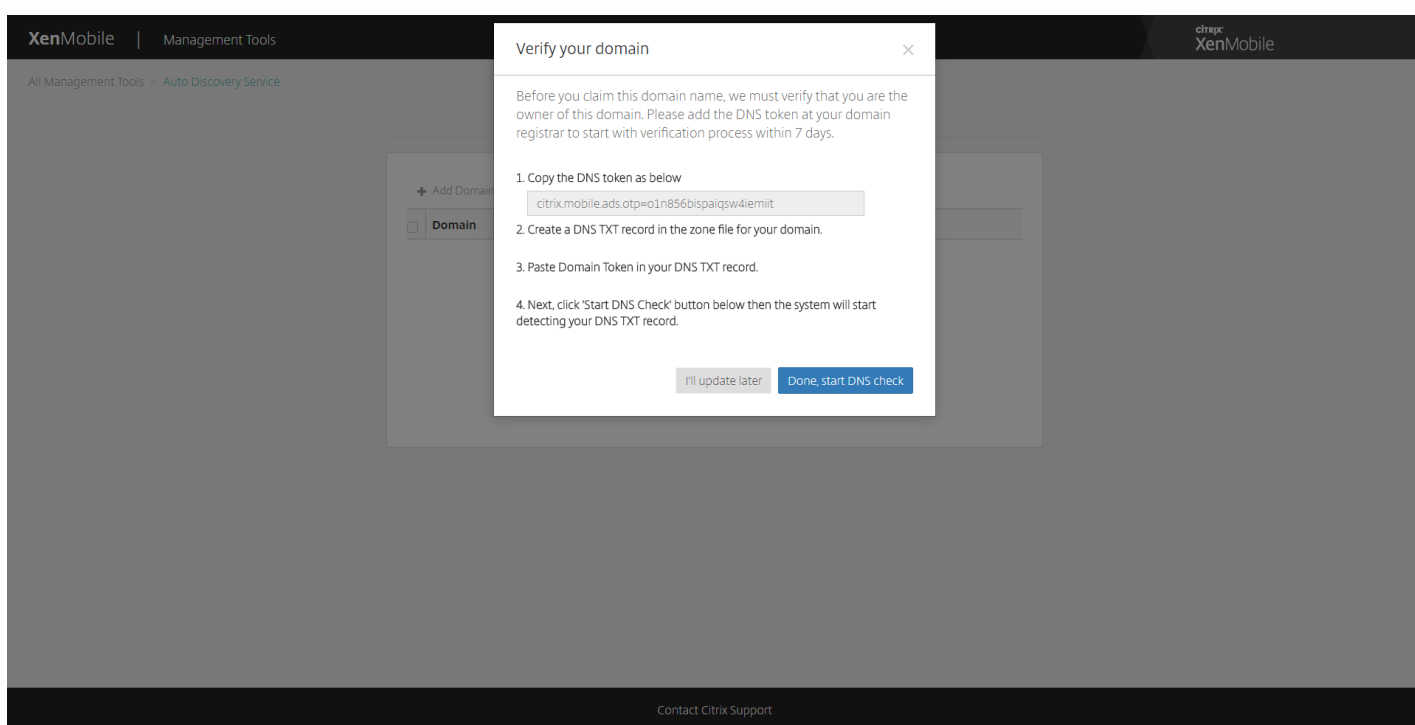 XenMobile | Management Tools
citrix
XenMobile
All Management Tools > Auto Discovery Service
Verify your domain
×
Before you claim this domain name, we must verify that you are the
owner of this domain. Please add the DNS token at your domain
registrar to start with verification process within 7 days.
1. Copy the DNS token as below
citrix.mobile.ads.otp=o1n856bispaiqsw4iemiit
2. Create a DNS TXT record in the zone file for your domain.
3. Paste Domain Token in your DNS TXT record.
4. Next, click 'Start DNS Check' button below then the system will start
detecting your DNS TXT record.
I'll update later
Done, start DNS check
+ Add Domain
Domain
Contact Citrix Support